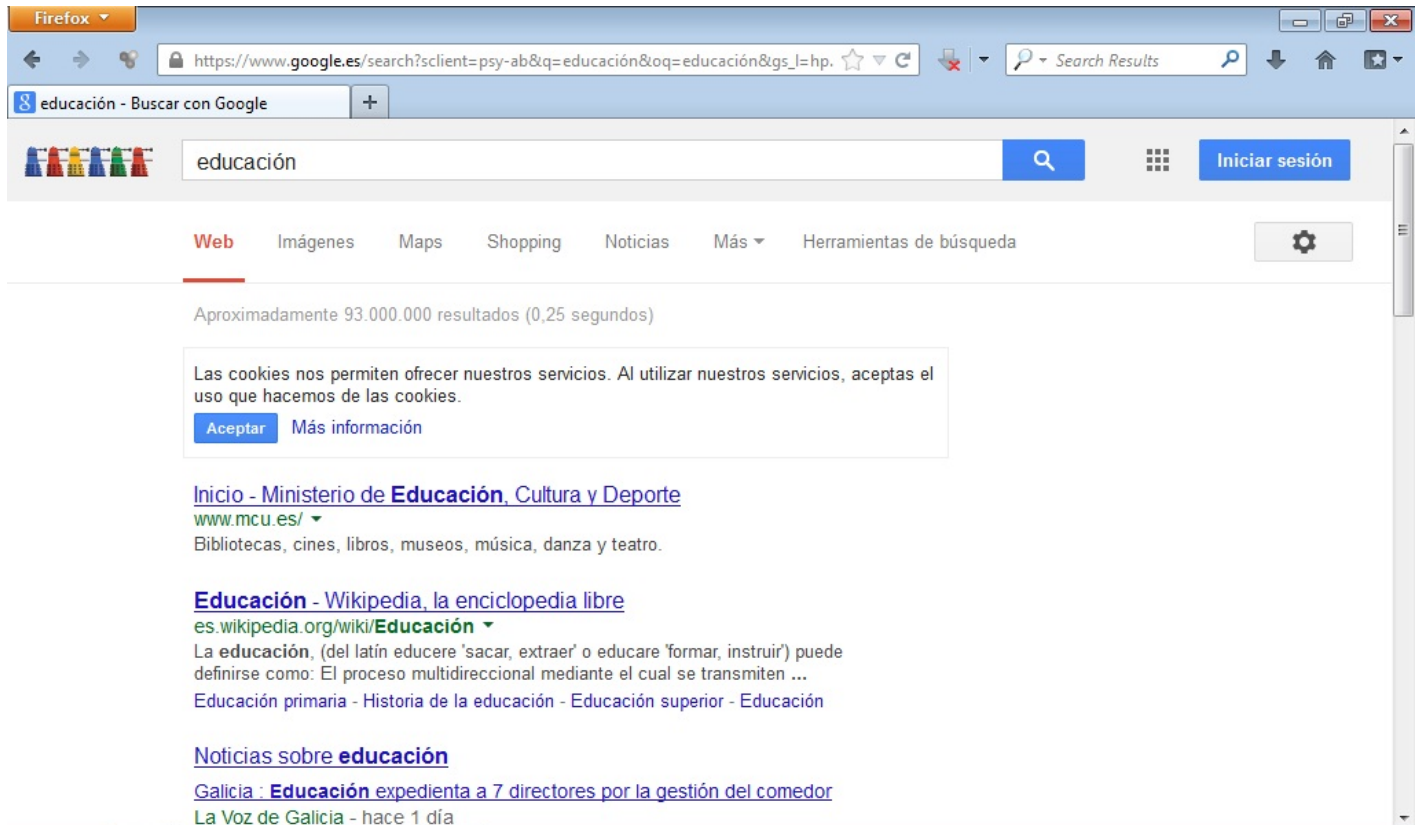 Firefox
https://www.google.es/search?sclient=psy-ab&q=educación&oq=educación&gs_l=hp.
Search Results
8 educación - Buscar con Google
educación
Iniciar sesión
Web Imágenes Maps Shopping Noticias Más Herramientas de búsqueda
Aproximadamente 93.000.000 resultados (0,25 segundos)
Las cookies nos permiten ofrecer nuestros servicios. Al utilizar nuestros servicios, aceptas el
uso que hacemos de las cookies.
Aceptar Más información
Inicio - Ministerio de Educación, Cultura y Deporte
www.mcu.es/
Bibliotecas, cines, libros, museos, música, danza y teatro.
Educación - Wikipedia, la enciclopedia libre
es.wikipedia.org/wiki/Educación
La educación, (del latín educere 'sacar, extraer' o educare 'formar, instruir') puede
definirse como: El proceso multidireccional mediante el cual se transmiten ...
Educación primaria - Historia de la educación - Educación superior - Educación
Noticias sobre educación
Galicia : Educación expedienta a 7 directores por la gestión del comedor
La Voz de Galicia - hace 1 día